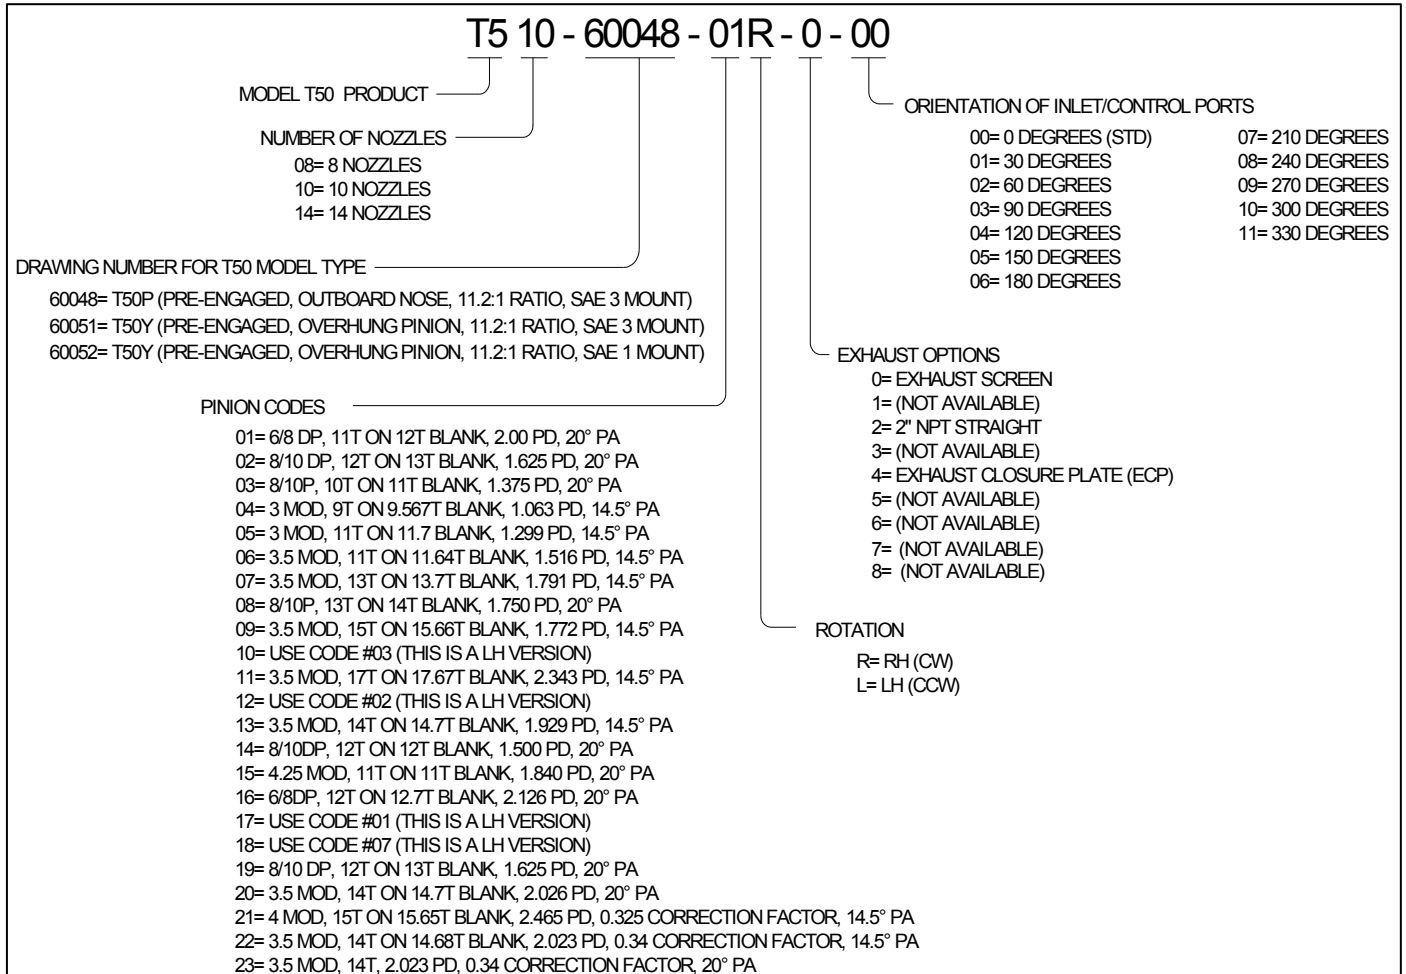 T5 10 - 60048 - 01R - 0 - 00
MODEL T50 PRODUCT
NUMBER OF NOZZLES
08= 8 NOZZLES
10= 10 NOZZLES
14= 14 NOZZLES
DRAWING NUMBER FOR T50 MODEL TYPE
60048= T50P (PRE-ENGAGED, OUTBOARD NOSE, 11.2:1 RATIO, SAE 3 MOUNT)
60051= T50Y (PRE-ENGAGED, OVERHUNG PINION, 11.2:1 RATIO, SAE 3 MOUNT)
60052= T50Y (PRE-ENGAGED, OVERHUNG PINION, 11.2:1 RATIO, SAE 1 MOUNT)
PINION CODES
01= 6/8 DP, 11T ON 12T BLANK, 2.00 PD, 20° PA
02= 8/10 DP, 12T ON 13T BLANK, 1.625 PD, 20° PA
03= 8/10P, 10T ON 11T BLANK, 1.375 PD, 20° PA
04= 3 MOD, 9T ON 9.567T BLANK, 1.063 PD, 14.5° PA
05= 3 MOD, 11T ON 11.7 BLANK, 1.299 PD, 14.5° PA
06= 3.5 MOD, 11T ON 11.64T BLANK, 1.516 PD, 14.5° PA
07= 3.5 MOD, 13T ON 13.7T BLANK, 1.791 PD, 14.5° PA
08= 8/10P, 13T ON 14T BLANK, 1.750 PD, 20° PA
09= 3.5 MOD, 15T ON 15.66T BLANK, 1.772 PD, 14.5° PA
10= USE CODE #03 (THIS IS A LH VERSION)
11= 3.5 MOD, 17T ON 17.67T BLANK, 2.343 PD, 14.5° PA
12= USE CODE #02 (THIS IS A LH VERSION)
13= 3.5 MOD, 14T ON 14.7T BLANK, 1.929 PD, 14.5° PA
14= 8/10DP, 12T ON 12T BLANK, 1.500 PD, 20° PA
15= 4.25 MOD, 11T ON 11T BLANK, 1.840 PD, 20° PA
16= 6/8DP, 12T ON 12.7T BLANK, 2.126 PD, 20° PA
17= USE CODE #01 (THIS IS A LH VERSION)
18= USE CODE #07 (THIS IS A LH VERSION)
19= 8/10 DP, 12T ON 13T BLANK, 1.625 PD, 20° PA
20= 3.5 MOD, 14T ON 14.7T BLANK, 2.026 PD, 20° PA
21= 4 MOD, 15T ON 15.65T BLANK, 2.465 PD, 0.325 CORRECTION FACTOR, 14.5° PA
22= 3.5 MOD, 14T ON 14.68T BLANK, 2.023 PD, 0.34 CORRECTION FACTOR, 14.5° PA
23= 3.5 MOD, 14T, 2.023 PD, 0.34 CORRECTION FACTOR, 20° PA
ORIENTATION OF INLET/CONTROL PORTS
00= 0 DEGREES (STD)
01= 30 DEGREES
02= 60 DEGREES
03= 90 DEGREES
04= 120 DEGREES
05= 150 DEGREES
06= 180 DEGREES
07= 210 DEGREES
08= 240 DEGREES
09= 270 DEGREES
10= 300 DEGREES
11= 330 DEGREES
EXHAUST OPTIONS
0= EXHAUST SCREEN
1= (NOT AVAILABLE)
2= 2" NPT STRAIGHT
3= (NOT AVAILABLE)
4= EXHAUST CLOSURE PLATE (ECP)
5= (NOT AVAILABLE)
6= (NOT AVAILABLE)
7= (NOT AVAILABLE)
8= (NOT AVAILABLE)
ROTATION
R= RH (CW)
L= LH (CCW)